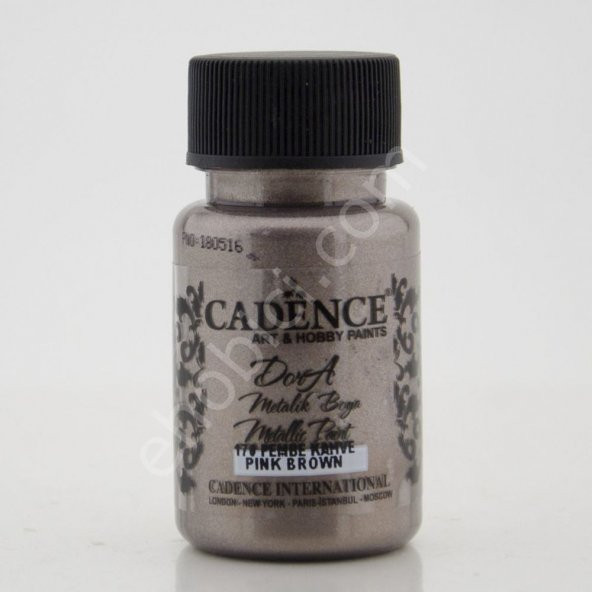 PNO:180516
CADENCE®
ART & HOBBY PAINTS
DorA
Metalik Boya
Metallic Paint
PEMBE KAHVE
PINK BROWN
CADENCE INTERNATIONAL
LONDON - NEW YORK - PARIS-ISTANBUL - MOSCOW